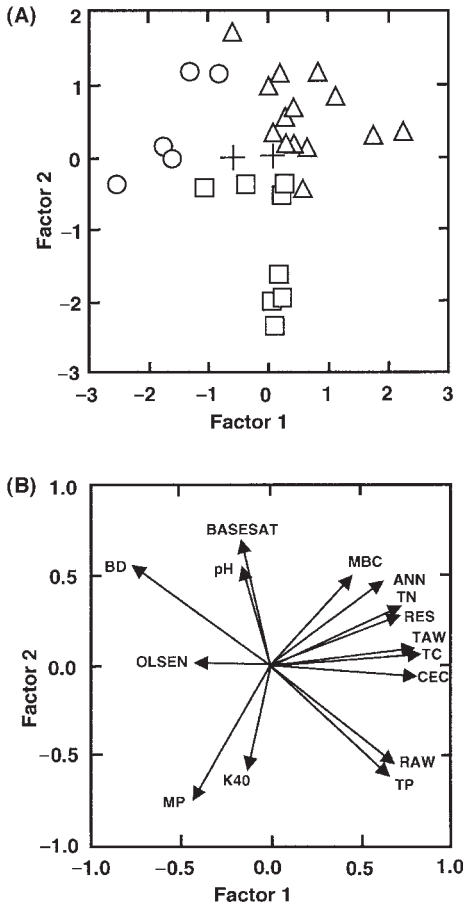 (A)
2
1
0
−1
−2
−3
Factor 2
−3 −2 −1 0 1 2 3
Factor 1
(B)
1.0
0.5
0.0
−0.5
−1.0
Factor 2
BASESAT
BD
pH
MBC
ANN
TN
RES
TAW
TC
CEC
OLSEN
RAW
TP
K40
MP
−1.0 −0.5 0.0 0.5 1.0
Factor 1